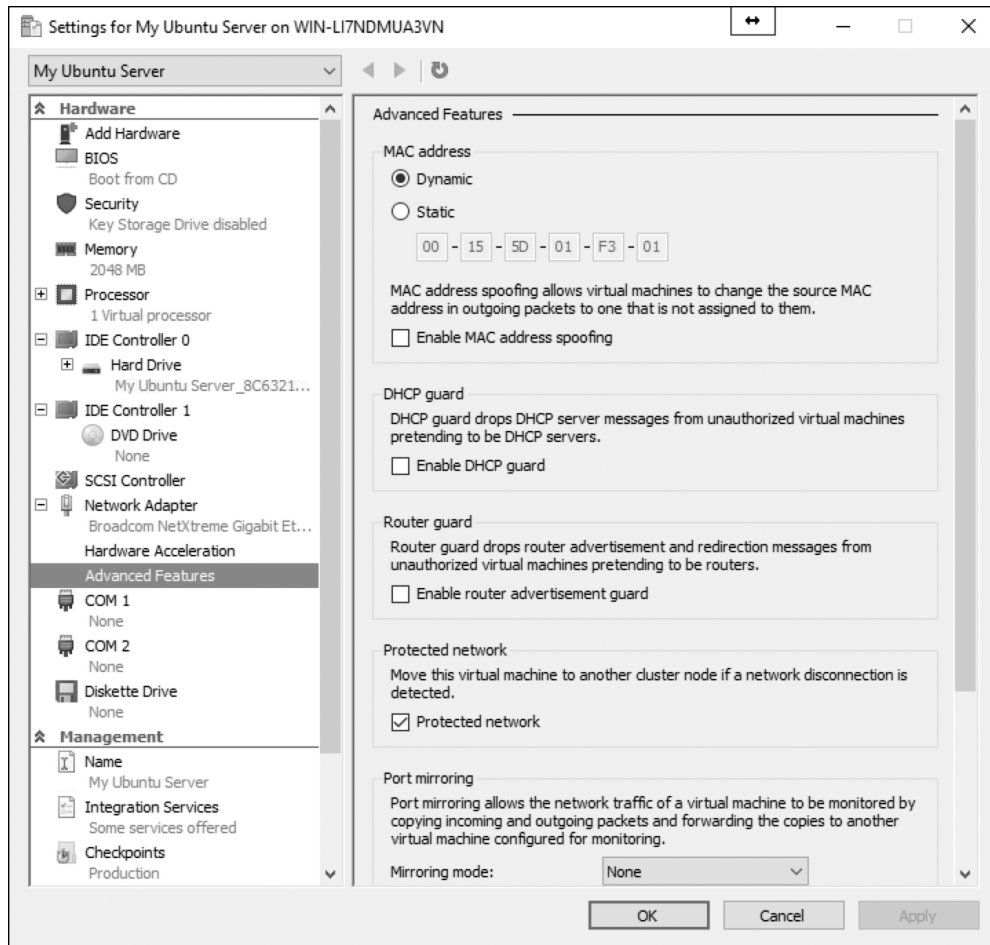 Settings for My Ubuntu Server on WIN-LI7NDMUA3VN
My Ubuntu Server
Hardware
Add Hardware
BIOS
Boot from CD
Security
Key Storage Drive disabled
Memory
2048 MB
Processor
1 Virtual processor
IDE Controller 0
Hard Drive
My Ubuntu Server_8C6321...
IDE Controller 1
DVD Drive
None
SCSI Controller
Network Adapter
Broadcom NetXtreme Gigabit Et...
Hardware Acceleration
Advanced Features
COM 1
None
COM 2
None
Diskette Drive
None
Management
Name
My Ubuntu Server
Integration Services
Some services offered
Checkpoints
Production
Advanced Features
MAC address
Dynamic
Static
00 - 15 - 5D - 01 - F3 - 01
MAC address spoofing allows virtual machines to change the source MAC
address in outgoing packets to one that is not assigned to them.
Enable MAC address spoofing
DHCP guard
DHCP guard drops DHCP server messages from unauthorized virtual machines
pretending to be DHCP servers.
Enable DHCP guard
Router guard
Router guard drops router advertisement and redirection messages from
unauthorized virtual machines pretending to be routers.
Enable router advertisement guard
Protected network
Move this virtual machine to another cluster node if a network disconnection is
detected.
Protected network
Port mirroring
Port mirroring allows the network traffic of a virtual machine to be monitored by
copying incoming and outgoing packets and forwarding the copies to another
virtual machine configured for monitoring.
Mirroring mode: None
OK Cancel Apply